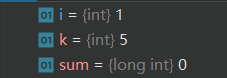 01 i = {int} 1
01 k = {int} 5
01 sum = {long int} 0